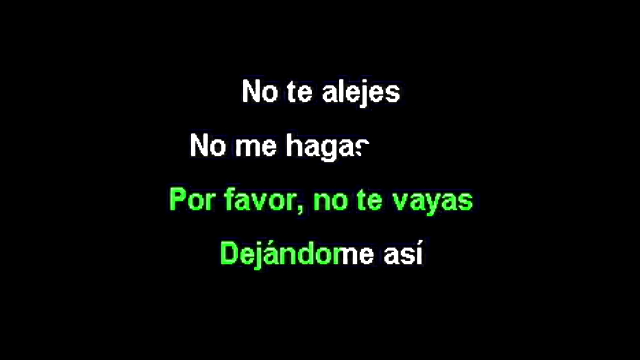 No te alejes
No me hagas
Por favor, no te vayas
Dejándome así